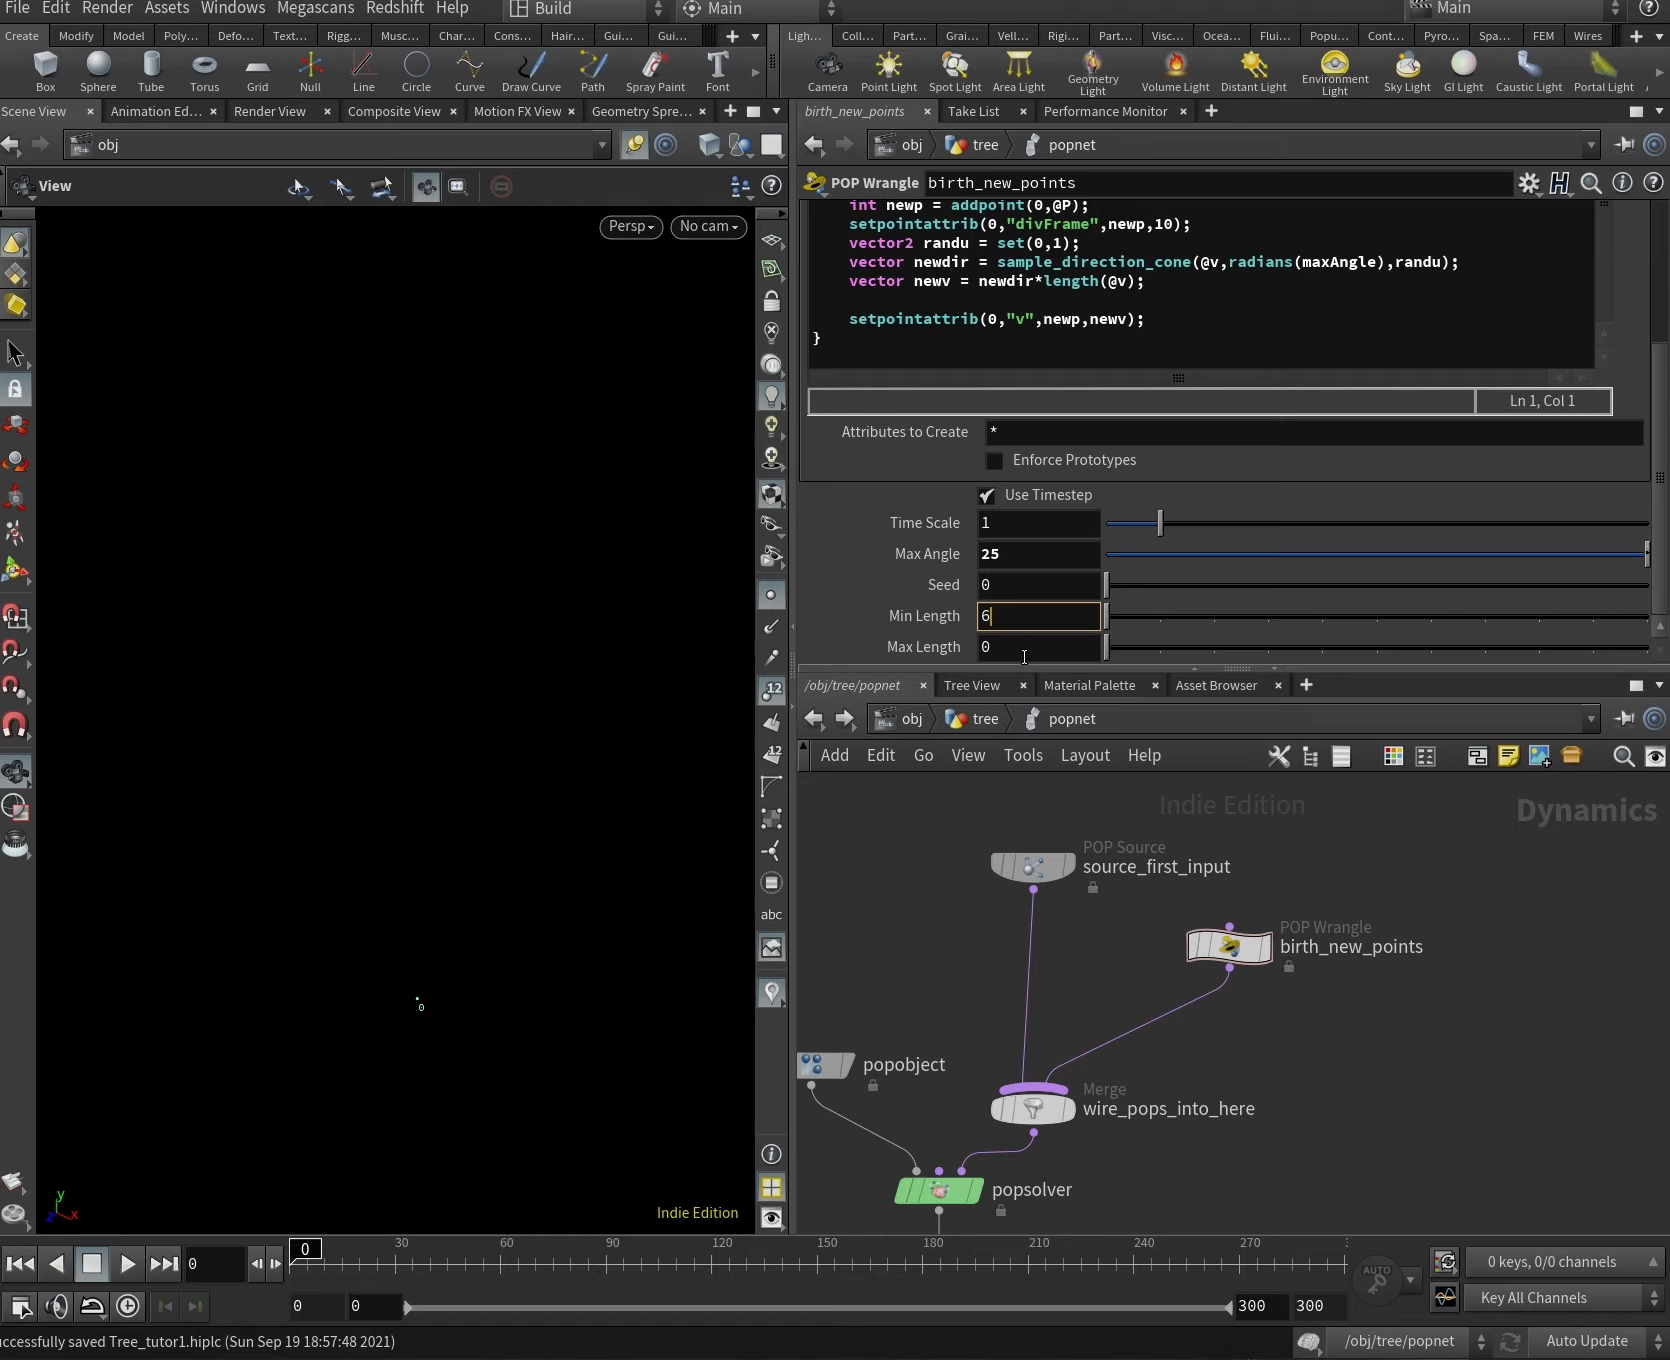 File Edit Render Assets Windows Megascans Redshift Help Build Main Main
Create Modify Model Poly... Defo... Text... Rigg... Musc... Char... Cons... Hair... Gui... Gui...
Ligh... Coll... Part... Grai... Vell... Rigi... Part... Visc... Ocea... Flui... Popu... Cont... Pyro... Spa... FEM Wires
Box Sphere Tube Torus Grid Null Line Circle Curve Draw Curve Path Spray Paint Font
Camera Point Light Spot Light Area Light Geometry Light Volume Light Distant Light Environment Light Sky Light GI Light Caustic Light Portal Light
Scene View Animation Ed... Render View Composite View Motion FX View Geometry Spre...
birth_new_points Take List Performance Monitor
obj
obj tree popnet
View
POP Wrangle birth_new_points
Persp No cam
int newp = addpoint(0,@P);
setpointattrib(0,"divFrame",newp,10);
vector2 randu = set(0,1);
vector newdir = sample_direction_cone(@v,radians(maxAngle),randu);
vector newv = newdir*length(@v);
setpointattrib(0,"v",newp,newv);
}
Ln 1, Col 1
Attributes to Create *
Enforce Prototypes
Use Timestep
Time Scale 1
Max Angle 25
Seed 0
Min Length 6
Max Length 0
/obj/tree/popnet Tree View Material Palette Asset Browser
obj tree popnet
Add Edit Go View Tools Layout Help
Indie Edition
Dynamics
POP Source
source_first_input
POP Wrangle
birth_new_points
popobject
Merge
wire_pops_into_here
popsolver
12
12
abc
0
y
z x
Indie Edition
0
0 30 60 90 120 150 180 210 240 270
AUTO
0 keys, 0/0 channels
0 0 300 300
Key All Channels
uccessfully saved Tree_tutor1.hiplc (Sun Sep 19 18:57:48 2021)
/obj/tree/popnet Auto Update